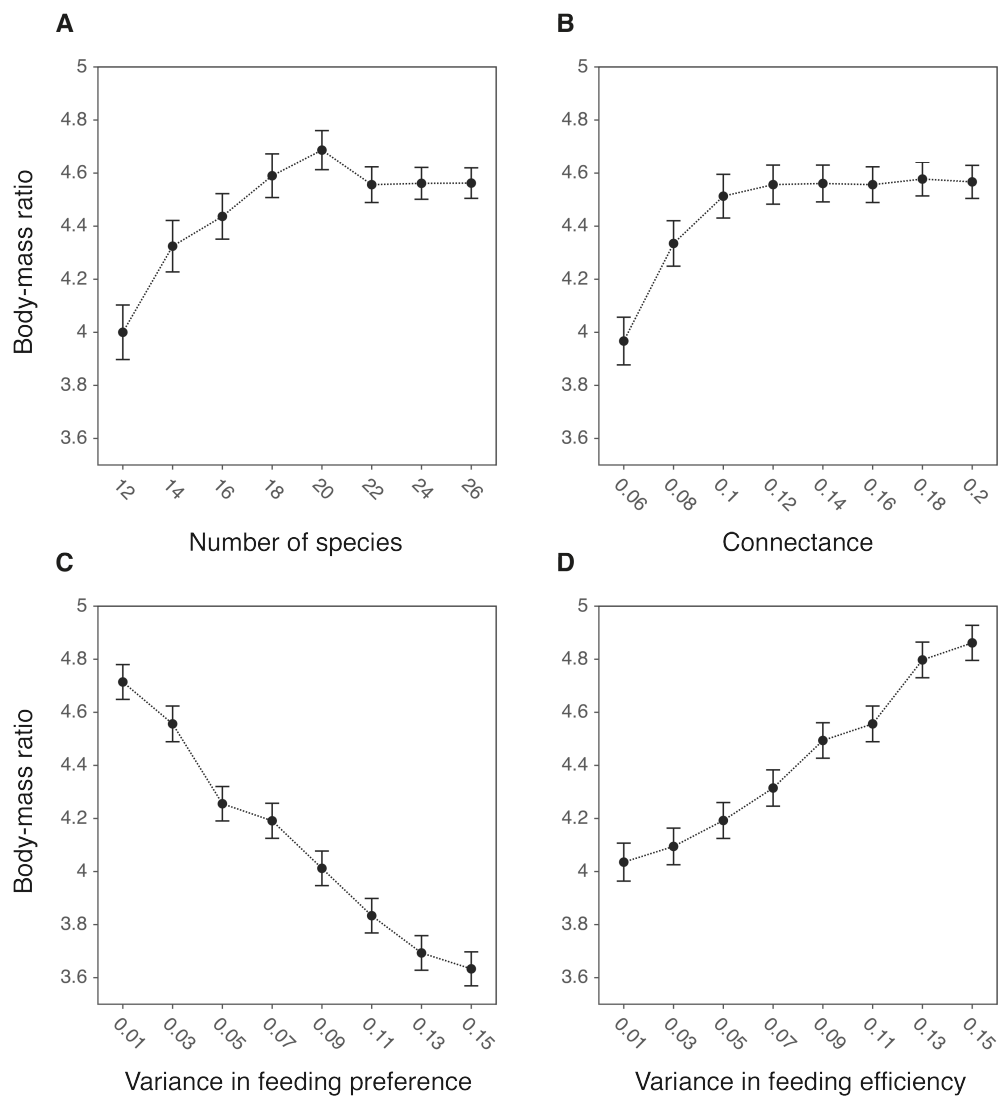 A
B
5
4.8
4.6
4.4
4.2
4
3.8
3.6
Body-mass ratio
12 14 16 18 20 22 24 26
Number of species
5
4.8
4.6
4.4
4.2
4
3.8
3.6
0.06 0.08 0.1 0.12 0.14 0.16 0.18 0.2
Connectance
C
D
5
4.8
4.6
4.4
4.2
4
3.8
3.6
Body-mass ratio
0.01 0.03 0.05 0.07 0.09 0.11 0.13 0.15
Variance in feeding preference
5
4.8
4.6
4.4
4.2
4
3.8
3.6
0.01 0.03 0.05 0.07 0.09 0.11 0.13 0.15
Variance in feeding efficiency